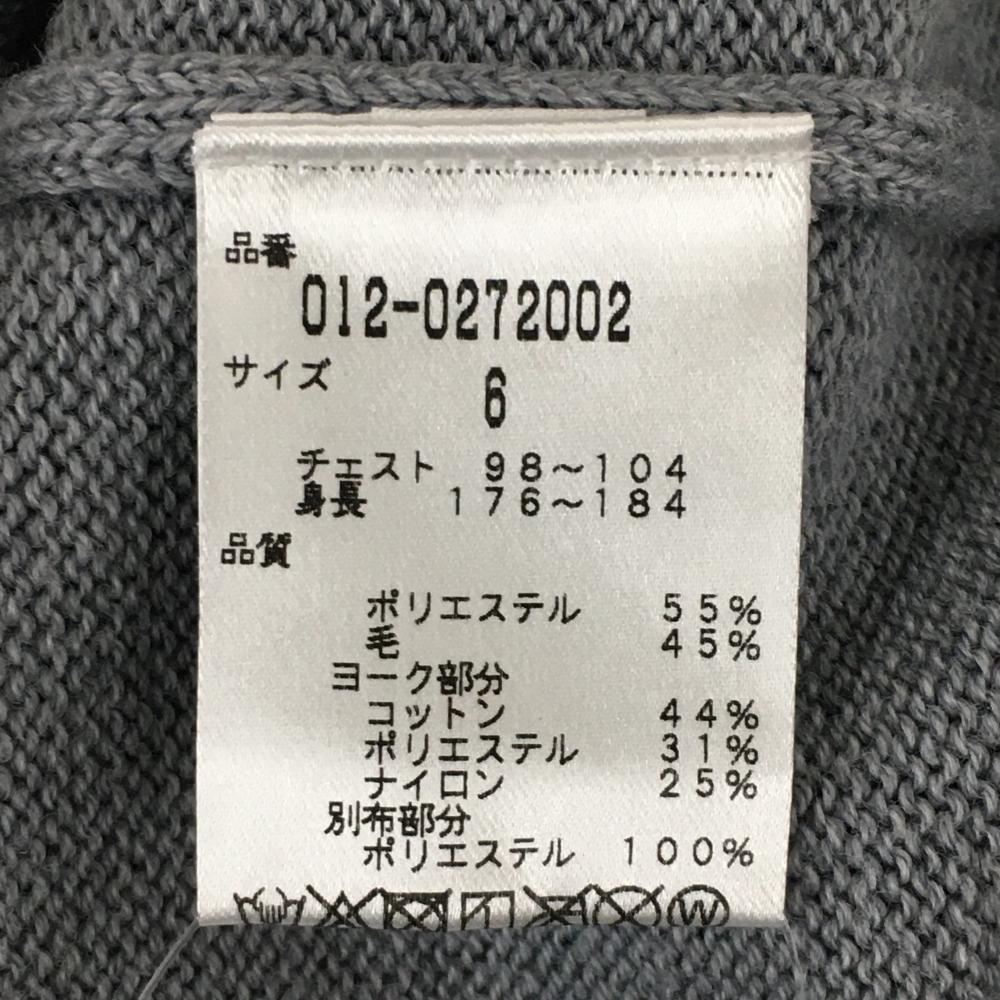 品番
012-0272002
サイズ 6
チェスト 98～104
身長 176～184
品質
ポリエステル 55%
毛 45%
ヨーク部分
コットン 44%
ポリエステル 31%
ナイロン 25%
別布部分
ポリエステル 100%
W